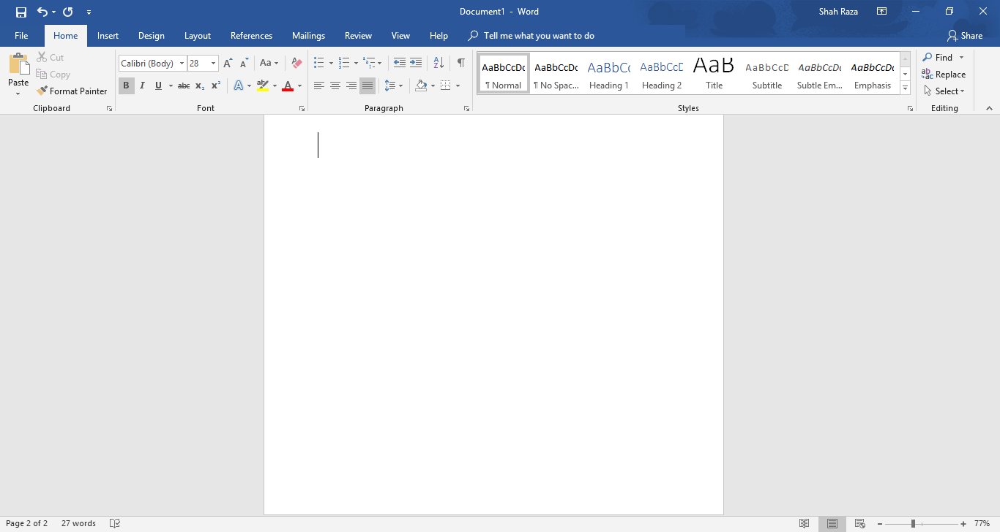 Document1 - Word
Shah Raza
File Home Insert Design Layout References Mailings Review View Help Tell me what you want to do Share
Paste
Cut
Copy
Format Painter
Clipboard
Calibri (Body) 28 A A Aa A
B I U abc X₂ X² A ab A
Font
A Z ¶
Paragraph
AaBbCcDc AaBbCcDc AaBbC( AaBbCcD AaB AaBbCcD AaBbCcDc AaBbCcDc
¶ Normal ¶ No Spac... Heading 1 Heading 2 Title Subtitle Subtle Em... Emphasis
Styles
Find
Replace
Select
Editing
Page 2 of 2 27 words 77%